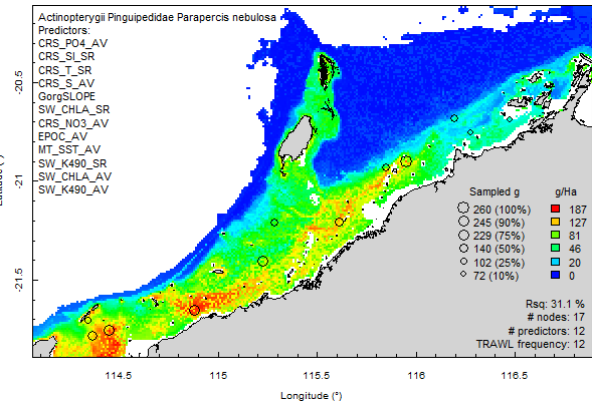 Actinopterygii Pinguipedidae Parapercis nebulosa
Predictors:
CRS_PO4_AV
CRS_SI_SR
CRS_T_SR
CRS_S_AV
GorgSLOPE
SW_CHLA_SR
CRS_NO3_AV
EPOC_AV
MT_SST_AV
SW_K490_SR
SW_CHLA_AV
SW_K490_AV
-20.5
-21
-21.5
Latitude (°)
Sampled g g/Ha
260 (100%) 187
245 (90%) 127
229 (75%) 81
140 (50%) 46
102 (25%) 20
72 (10%) 0
Rsq: 31.1 %
# nodes: 17
# predictors: 12
TRAWL frequency: 12
114.5 115 115.5 116 116.5
Longitude (°)